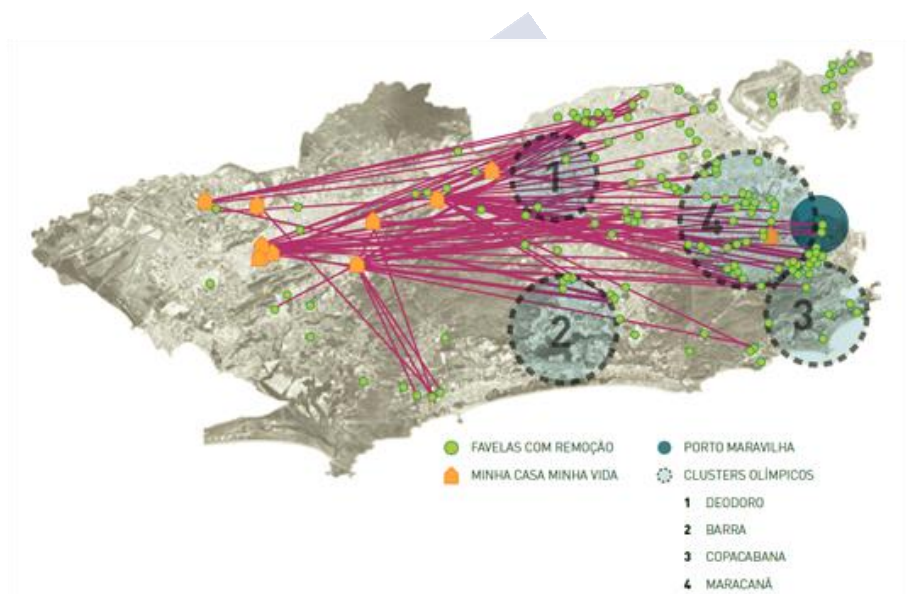 1
4
2
3
FAVELAS COM REMOÇÃO
MINHA CASA MINHA VIDA
PORTO MARAVILHA
CLUSTERS OLÍMPICOS
1 DEODORO
2 BARRA
3 COPACABANA
4 MARACANÃ